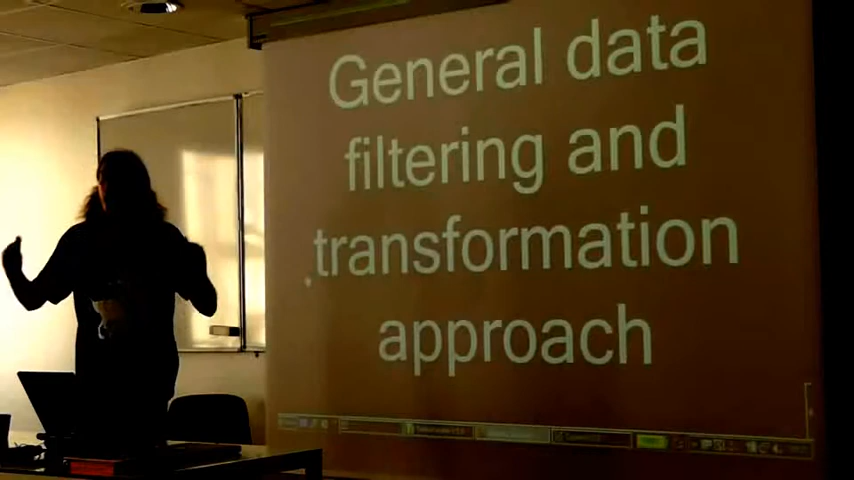 General data
filtering and
transformation
approach